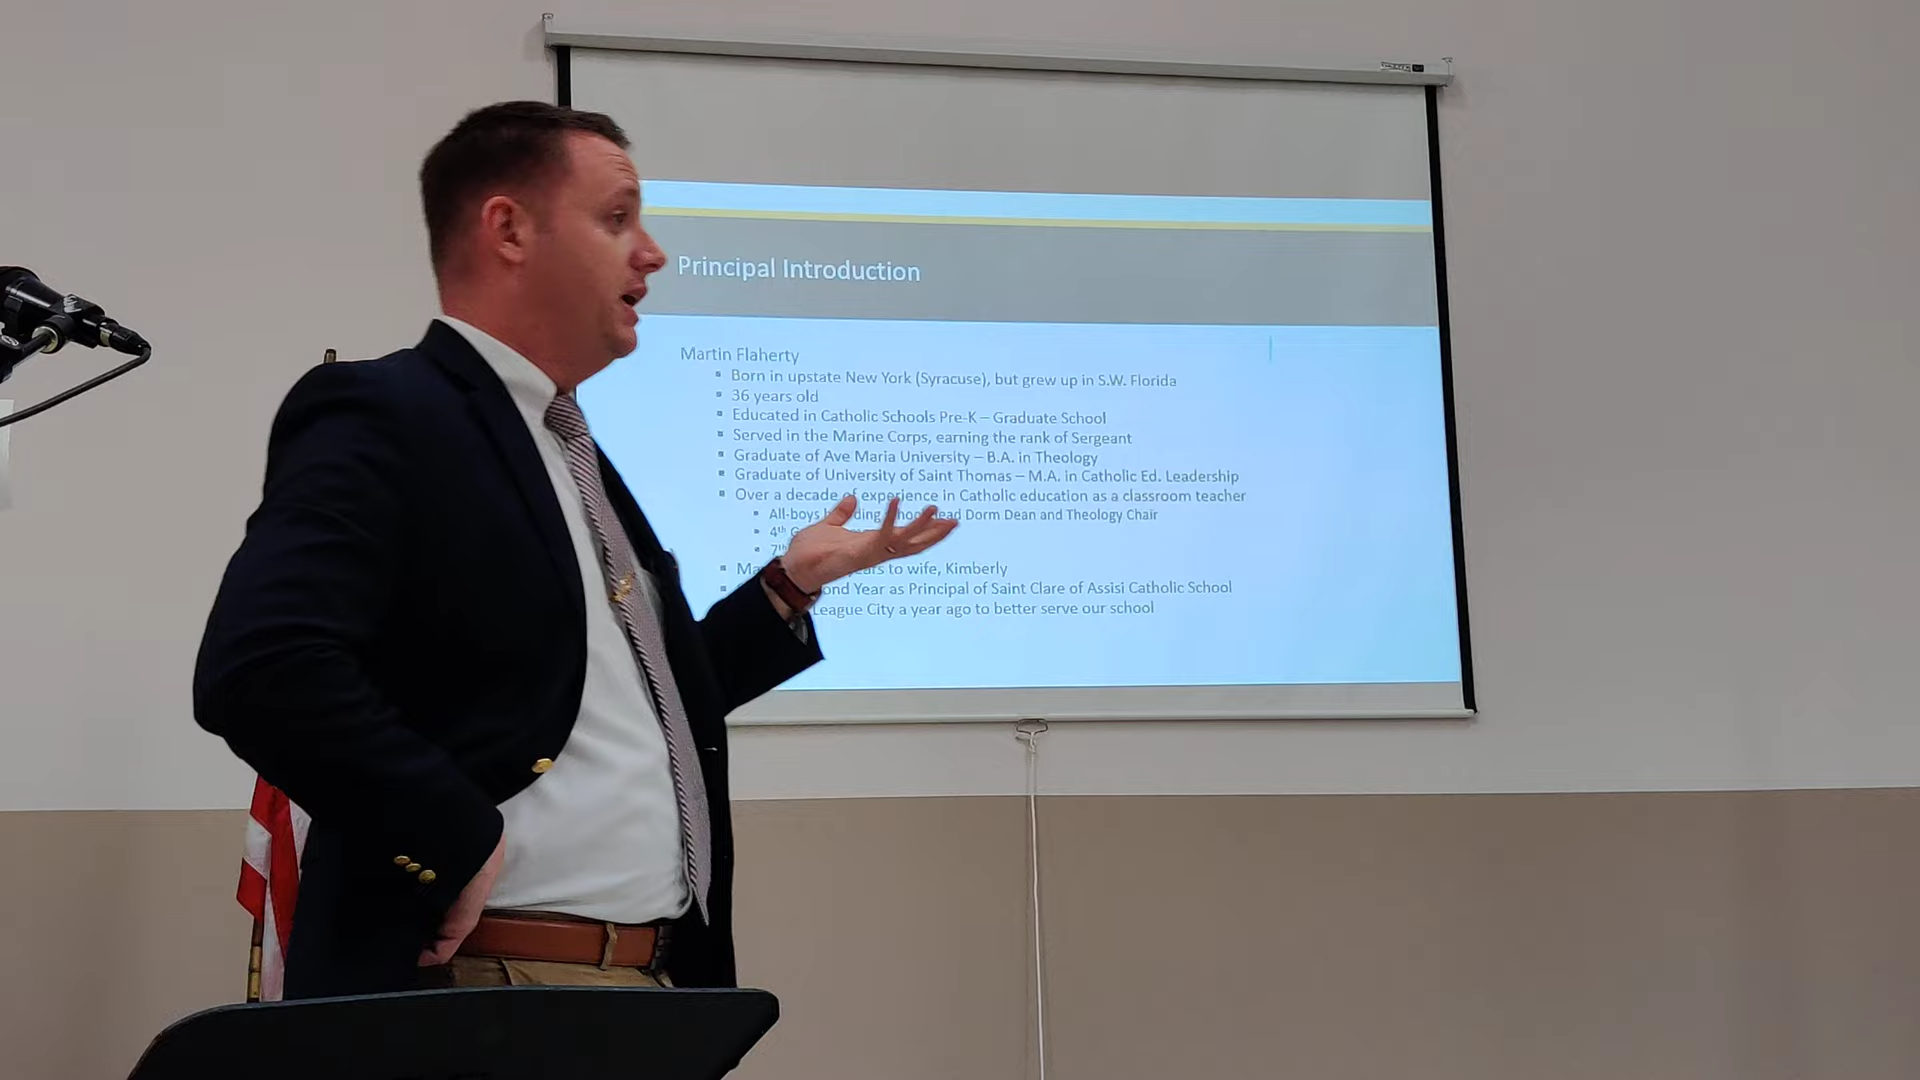 Principal Introduction
Martin Flaherty
Born in upstate New York (Syracuse), but grew up in S.W. Florida
36 years old
Educated in Catholic Schools Pre-K – Graduate School
Served in the Marine Corps, earning the rank of Sergeant
Graduate of Ave Maria University – B.A. in Theology
Graduate of University of Saint Thomas – M.A. in Catholic Ed. Leadership
Over a decade of experience in Catholic education as a classroom teacher
All-boys Dorm Dean and Theology Chair
4th
7th
to wife, Kimberly
Year as Principal of Saint Clare of Assisi Catholic School
League City a year ago to better serve our school